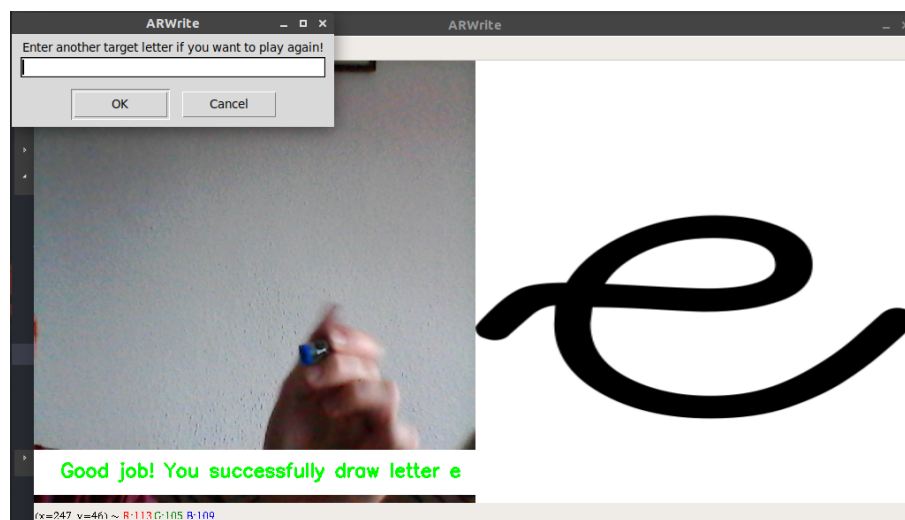 ARWrite
ARWrite
Enter another target letter if you want to play again!
OK
Cancel
e
Good job! You successfully draw letter e
(x=247, y=46) ~ R:113 G:105 B:109